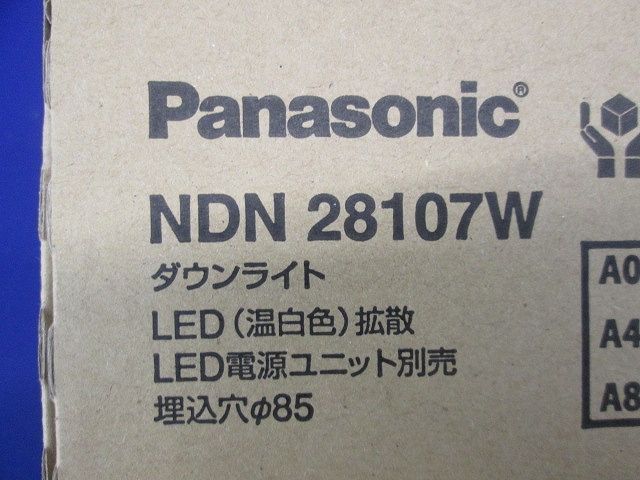 Panasonic®
NDN 28107W
ダウンライト
LED（温白色）拡散
LED電源ユニット別売
埋込穴φ85
A0
A4
A8